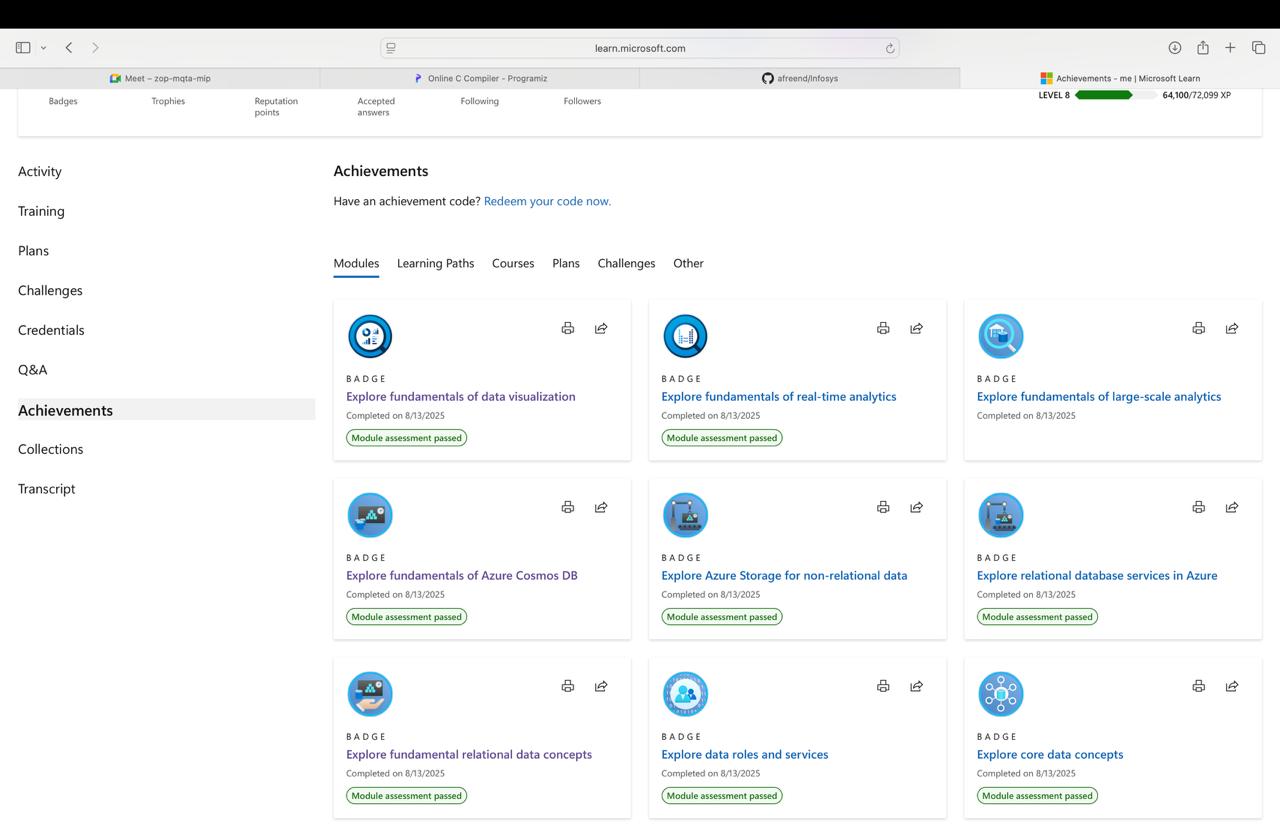 learn.microsoft.com
Meet – zop-mqta-mip
Online C Compiler - Programiz
afreend/Infosys
Achievements - me | Microsoft Learn
Badges
Trophies
Reputation
points
Accepted
answers
Following
Followers
LEVEL 8
64,100/72,099 XP
Activity
Training
Plans
Challenges
Credentials
Q&A
Achievements
Collections
Transcript
Achievements
Have an achievement code? Redeem your code now.
Modules
Learning Paths
Courses
Plans
Challenges
Other
BADGE
Explore fundamentals of data visualization
Completed on 8/13/2025
Module assessment passed
BADGE
Explore fundamentals of real-time analytics
Completed on 8/13/2025
Module assessment passed
BADGE
Explore fundamentals of large-scale analytics
Completed on 8/13/2025
BADGE
Explore fundamentals of Azure Cosmos DB
Completed on 8/13/2025
Module assessment passed
BADGE
Explore Azure Storage for non-relational data
Completed on 8/13/2025
Module assessment passed
BADGE
Explore relational database services in Azure
Completed on 8/13/2025
Module assessment passed
BADGE
Explore fundamental relational data concepts
Completed on 8/13/2025
Module assessment passed
BADGE
Explore data roles and services
Completed on 8/13/2025
Module assessment passed
BADGE
Explore core data concepts
Completed on 8/13/2025
Module assessment passed